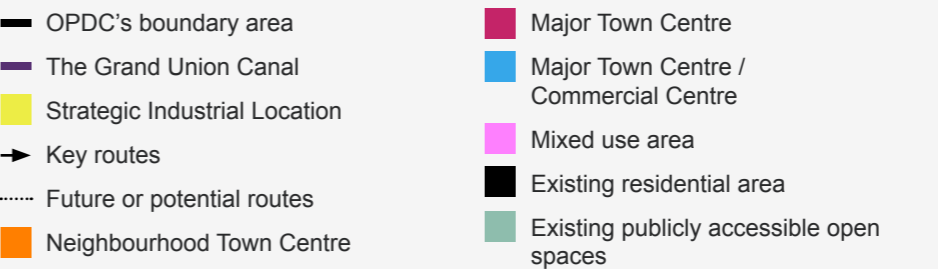 OPDC's boundary area
The Grand Union Canal
Strategic Industrial Location
Key routes
Future or potential routes
Neighbourhood Town Centre
Major Town Centre
Major Town Centre /
Commercial Centre
Mixed use area
Existing residential area
Existing publicly accessible open
spaces